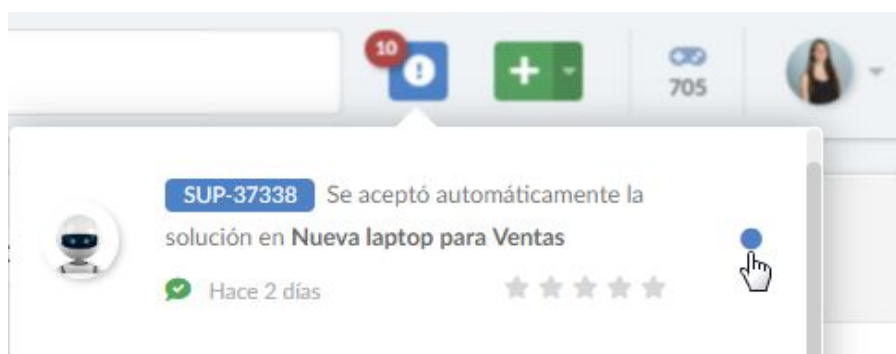 10
705
SUP-37338 Se aceptó automáticamente la
solución en Nueva laptop para Ventas
Hace 2 días